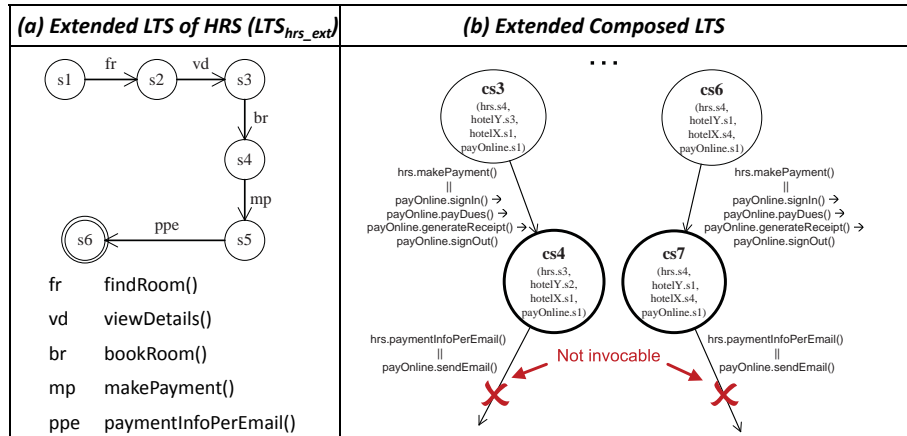 (a) Extended LTS of HRS (LTShrs_ext)
(b) Extended Composed LTS
s1
fr
s2
vd
s3
br
s4
mp
s5
ppe
s6
fr findRoom()
vd viewDetails()
br bookRoom()
mp makePayment()
ppe paymentInfoPerEmail()
...
cs3
(hrs.s4,
hotelY.s3,
hotelX.s1,
payOnline.s1)
hrs.makePayment()
||
payOnline.signIn() →
payOnline.payDues() →
payOnline.generateReceipt() →
payOnline.signOut()
cs4
(hrs.s3,
hotelY.s2,
hotelX.s1,
payOnline.s1)
hrs.paymentInfoPerEmail()
||
payOnline.sendEmail()
Not invocable
cs6
(hrs.s4,
hotelY.s1,
hotelX.s4,
payOnline.s1)
hrs.makePayment()
||
payOnline.signIn() →
payOnline.payDues() →
payOnline.generateReceipt() →
payOnline.signOut()
cs7
(hrs.s4,
hotelY.s1,
hotelX.s4,
payOnline.s1)
hrs.paymentInfoPerEmail()
||
payOnline.sendEmail()